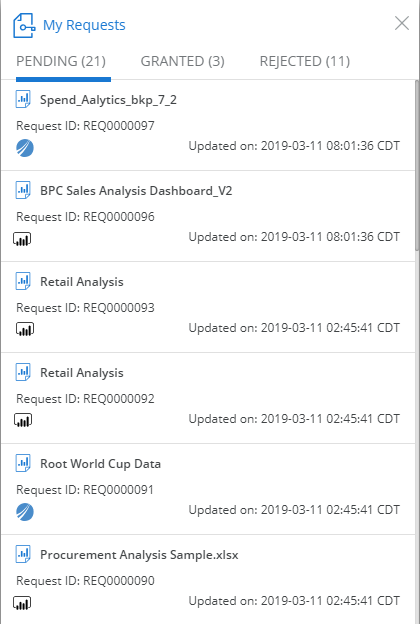 My Requests
PENDING (21) GRANTED (3) REJECTED (11)
Spend_Aalytics_bkp_7_2
Request ID: REQ0000097
Updated on: 2019-03-11 08:01:36 CDT
BPC Sales Analysis Dashboard_V2
Request ID: REQ0000096
Updated on: 2019-03-11 08:01:36 CDT
Retail Analysis
Request ID: REQ0000093
Updated on: 2019-03-11 02:45:41 CDT
Retail Analysis
Request ID: REQ0000092
Updated on: 2019-03-11 02:45:41 CDT
Root World Cup Data
Request ID: REQ0000091
Updated on: 2019-03-11 02:45:41 CDT
Procurement Analysis Sample.xlsx
Request ID: REQ0000090
Updated on: 2019-03-11 02:45:41 CDT